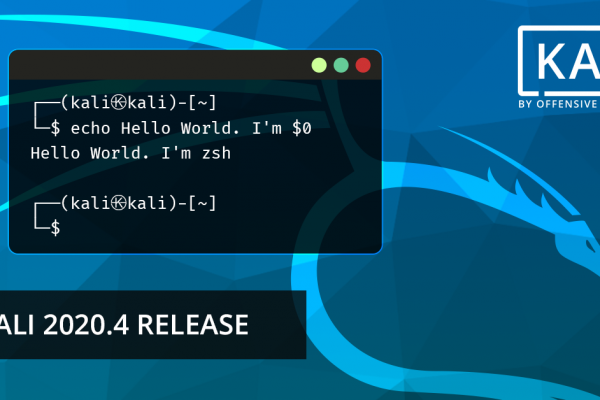 ┌──(kali㉿kali)-[~]
└─$ echo Hello World. I'm $0
Hello World. I'm zsh
┌──(kali㉿kali)-[~]
└─$
KA
BY OFFENSIVE
ALI 2020.4 RELEASE